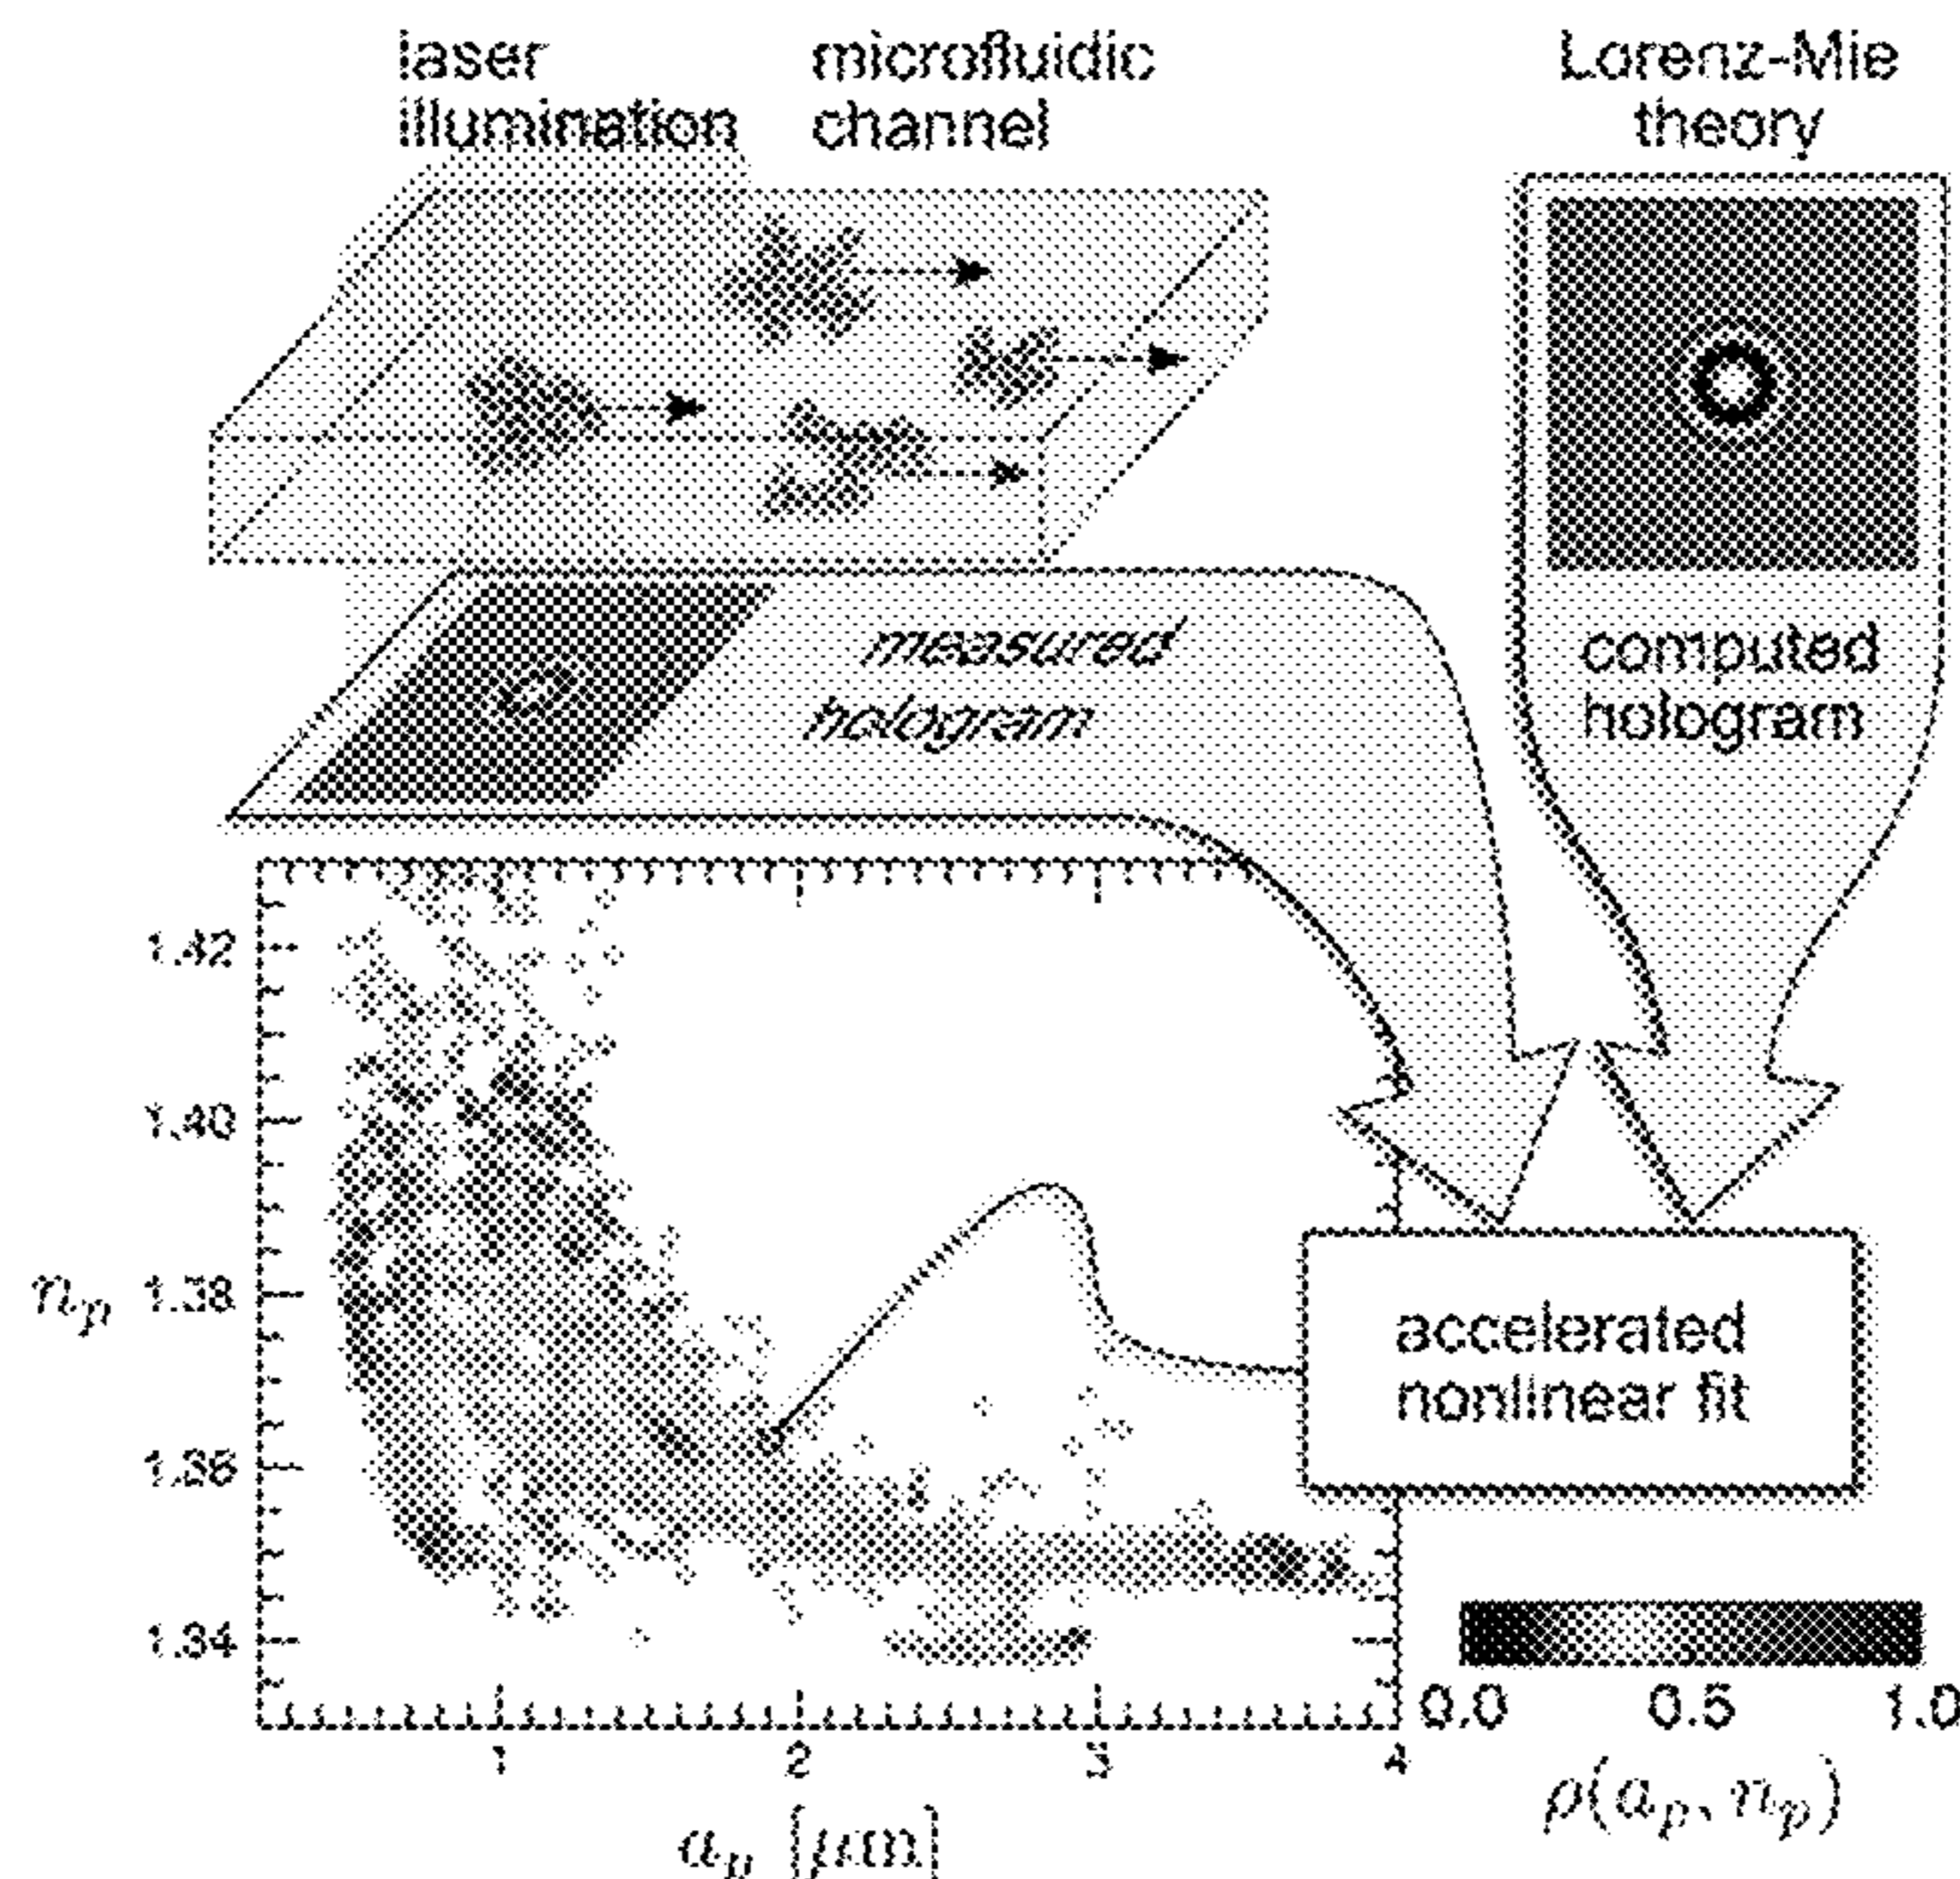 laser
illumination
microfluidic
channel
Lorenz-Mie
theory
measured
hologram
computed
hologram
1.42
1.40
1.38
1.36
1.34
n_p
accelerated
nonlinear fit
1 2 3 4
a_p [µm]
0.0 0.5 1.0
ρ(a_p, n_p)